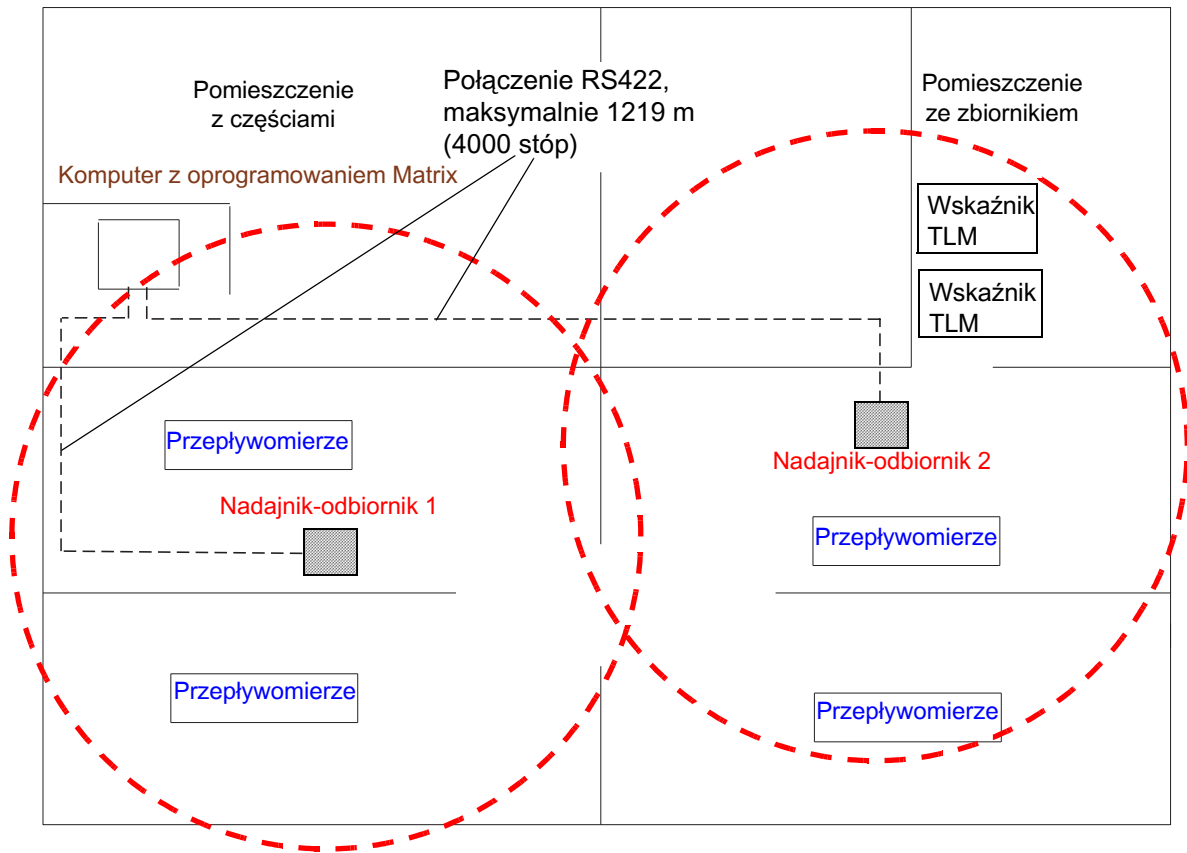 Pomieszczenie
z częściami
Połączenie RS422,
maksymalnie 1219 m
(4000 stóp)
Pomieszczenie
ze zbiornikiem
Komputer z oprogramowaniem Matrix
Wskaźnik
TLM
Wskaźnik
TLM
Przepływomierze
Nadajnik-odbiornik 2
Nadajnik-odbiornik 1
Przepływomierze
Przepływomierze
Przepływomierze